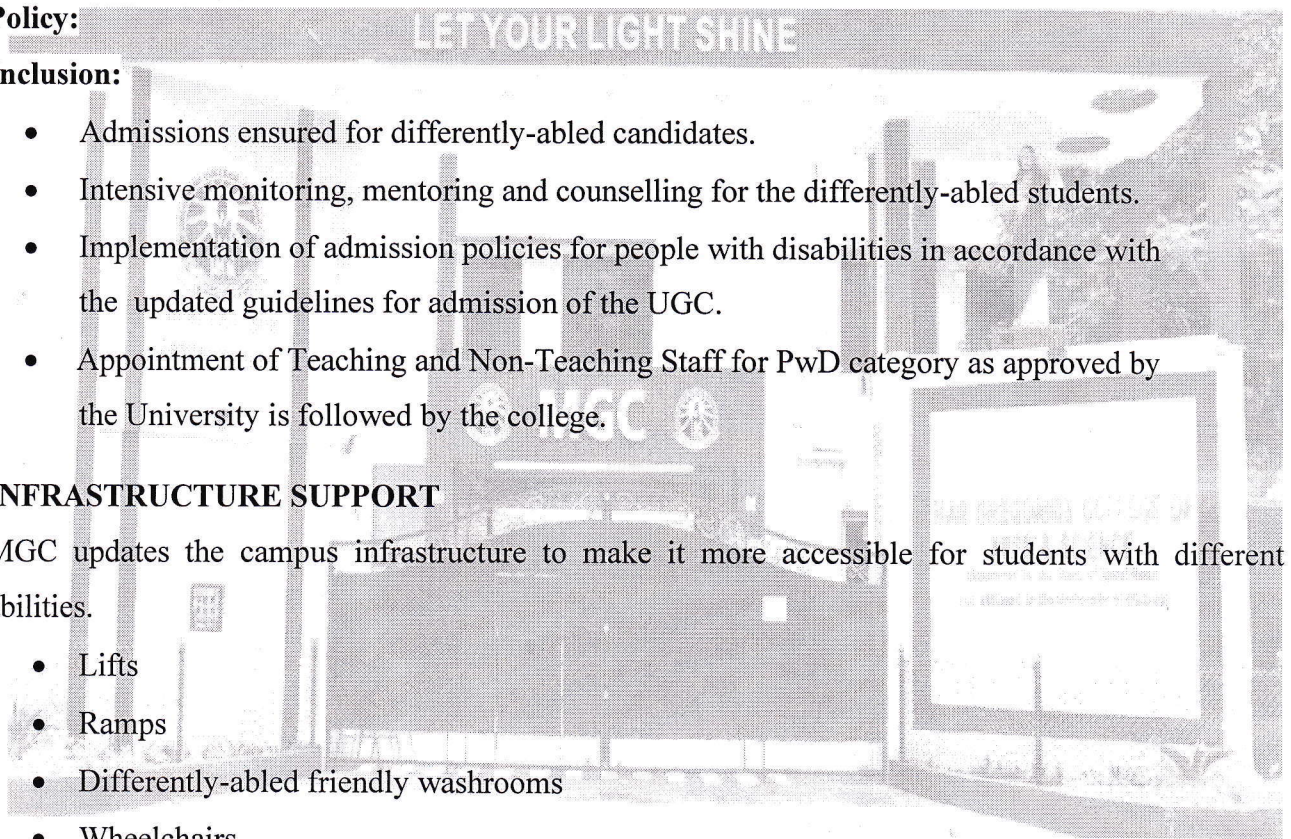 Policy:
LET YOUR LIGHT SHINE
nclusion:
• Admissions ensured for differently-abled candidates.
• Intensive monitoring, mentoring and counselling for the differently-abled students.
• Implementation of admission policies for people with disabilities in accordance with
the updated guidelines for admission of the UGC.
• Appointment of Teaching and Non-Teaching Staff for PwD category as approved by
the University is followed by the college.
MGC
NFRASTRUCTURE SUPPORT
MGC updates the campus infrastructure to make it more accessible for students with different
bilities.
• Lifts
• Ramps
• Differently-abled friendly washrooms
• Wheelchairs